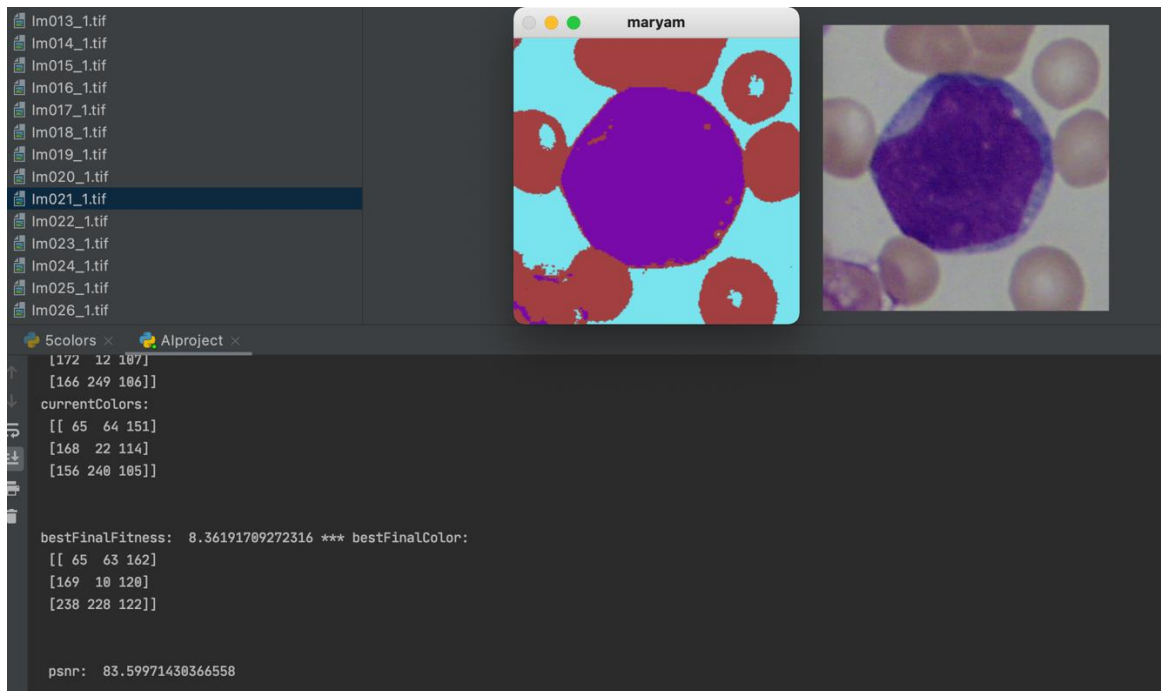 Im013_1.tif
Im014_1.tif
Im015_1.tif
Im016_1.tif
Im017_1.tif
Im018_1.tif
Im019_1.tif
Im020_1.tif
Im021_1.tif
Im022_1.tif
Im023_1.tif
Im024_1.tif
Im025_1.tif
Im026_1.tif
maryam
5colors × AIproject ×
[172 12 107]
[166 249 106]]
currentColors:
[[ 65 64 151]
[168 22 114]
[156 240 105]]
bestFinalFitness: 8.36191709272316 *** bestFinalColor:
[[ 65 63 162]
[169 10 120]
[238 228 122]]
psnr: 83.59971430366558